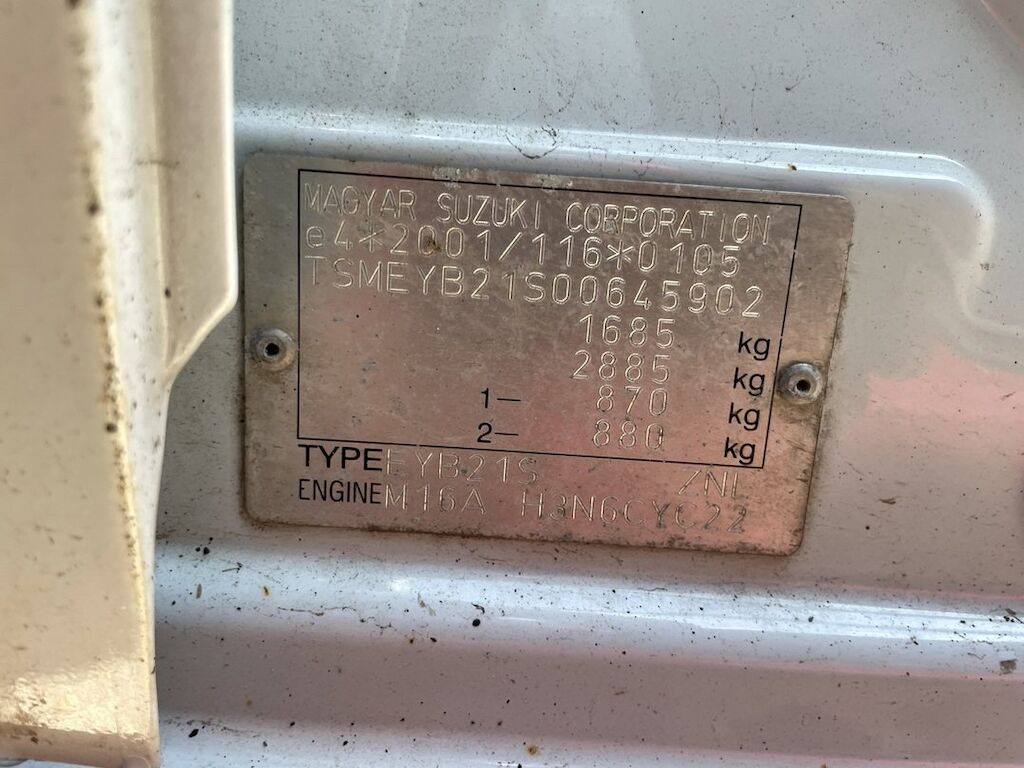 MAGYAR SUZUKI CORPORATION
e4*2001/116*0105
TSMEYB21S00645902
1685 kg
2885 kg
1– 870 kg
2– 880 kg
TYPE EYB21S ZNL
ENGINE M16A H3N6CYC22